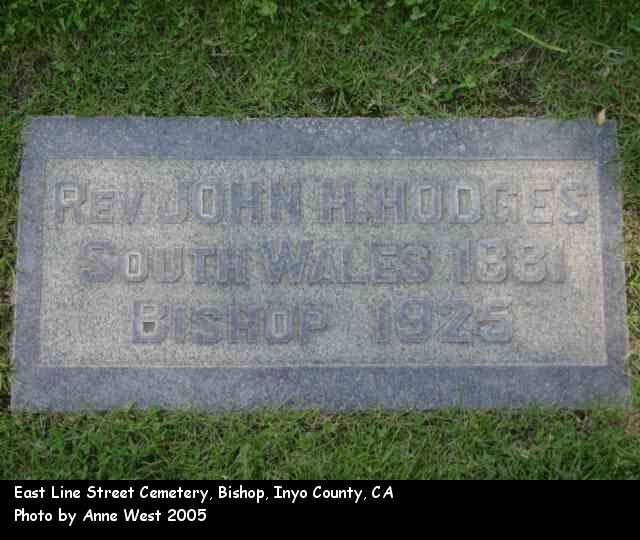 REV. JOHN H. HODGES
SOUTH WALES 1881
BISHOP 1925
East Line Street Cemetery, Bishop, Inyo County, CA
Photo by Anne West 2005